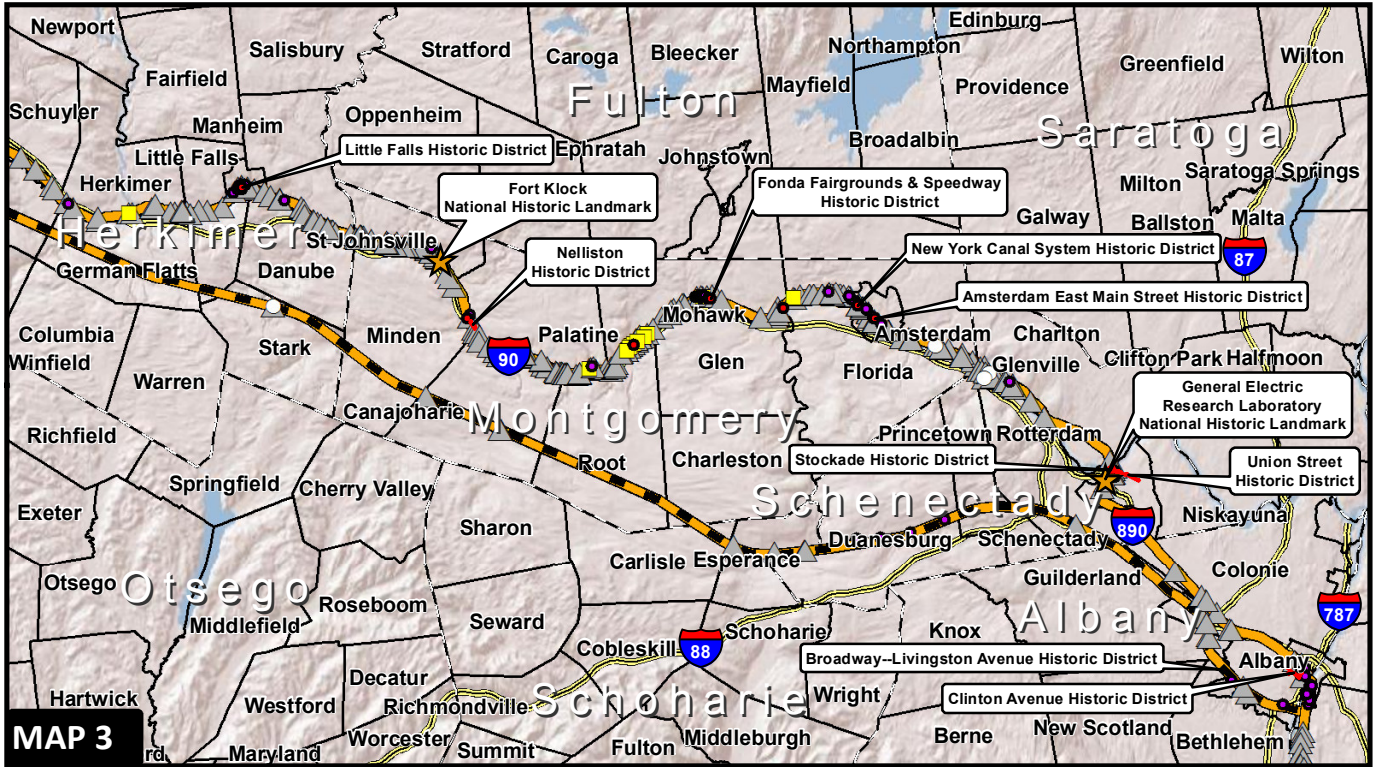 Newport
Salisbury
Stratford
Caroga
Bleecker
Northampton
Edinburg
Wilton
Fairfield
Fulton
Mayfield
Providence
Greenfield
Schuyler
Manheim
Oppenheim
Broadalbin
Saratoga
Little Falls
Little Falls Historic District
Ephratah
Johnstown
Saratoga Springs
Herkimer
Fort Klock
National Historic Landmark
Fonda Fairgrounds & Speedway
Historic District
Milton
Galway
Ballston
Malta
Herkimer
St Johnsville
Nelliston
Historic District
New York Canal System Historic District
87
German Flatts
Danube
Amsterdam East Main Street Historic District
Columbia
Minden
Palatine
Mohawk
Amsterdam
Charlton
Winfield
Stark
90
Glen
Florida
Glenville
Clifton Park
Halfmoon
Warren
General Electric
Research Laboratory
National Historic Landmark
Canajoharie
Montgomery
Richfield
Root
Charleston
Princetown
Rotterdam
Stockade Historic District
Union Street
Historic District
Springfield
Cherry Valley
Schenectady
Exeter
Sharon
890
Niskayuna
Duanesburg
Schenectady
Carlisle
Esperance
Otsego
Otsego
Roseboom
Guilderland
Colonie
Middlefield
Seward
Albany
787
Knox
Schoharie
88
Cobleskill
Broadway--Livingston Avenue Historic District
Albany
Decatur
Hartwick
Westford
Richmondville
Schoharie
Wright
Clinton Avenue Historic District
MAP 3
rd
Maryland
Worcester
Summit
Fulton
Middleburgh
Berne
New Scotland
Bethlehem